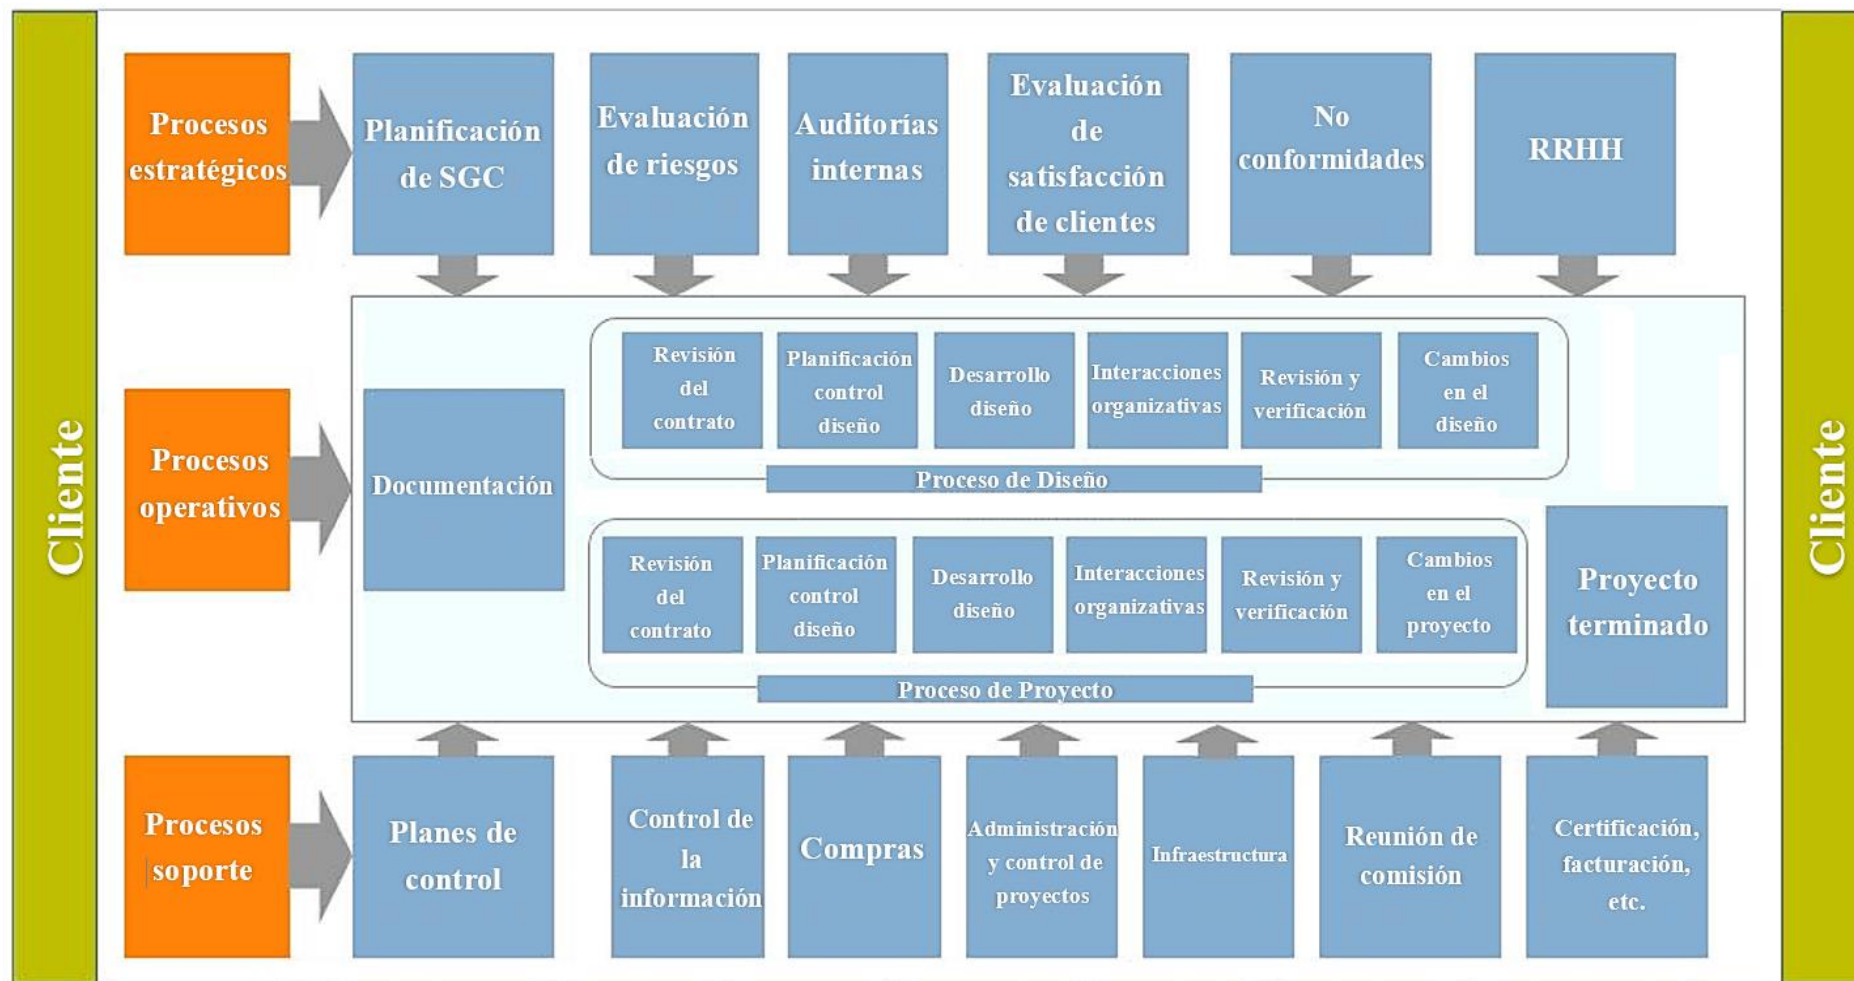 Cliente
Procesos
estratégicos
Planificación
de SGC
Evaluación
de riesgos
Auditorías
internas
Evaluación
de
satisfacción
de clientes
No
conformidades
RRHH
Procesos
operativos
Documentación
Revisión
del
contrato
Planificación
control
diseño
Desarrollo
diseño
Interacciones
organizativas
Revisión y
verificación
Cambios
en el
diseño
Proceso de Diseño
Revisión
del
contrato
Planificación
control
diseño
Desarrollo
diseño
Interacciones
organizativas
Revisión y
verificación
Cambios
en el
proyecto
Proceso de Proyecto
Proyecto
terminado
Procesos
soporte
Planes de
control
Control de
la
información
Compras
Administración
y control de
proyectos
Infraestructura
Reunión de
comisión
Certificación,
facturación,
etc.
Cliente